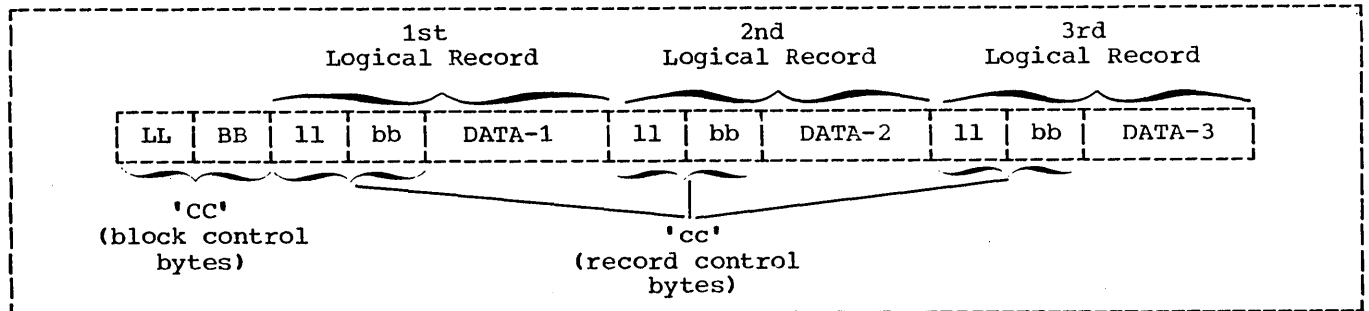 1st 2nd 3rd
Logical Record Logical Record Logical Record
LL BB ll bb DATA-1 ll bb DATA-2 ll bb DATA-3
'CC' 'cc'
(block control (record control
bytes) bytes)